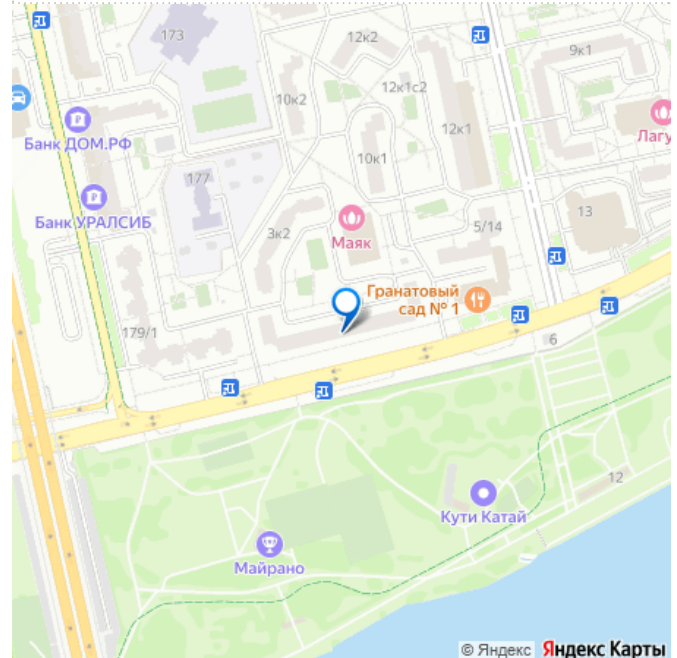 173
12к2
9к1
10к2
12к1с2
Банк ДОМ.РФ
12к1
Лагу
10к1
177
Банк УРАЛСИБ
3к2
Маяк
5/14
13
Гранатовый
сад № 1
179/1
6
12
Кути Катай
Майрано
© Яндекс Яндекс Карты